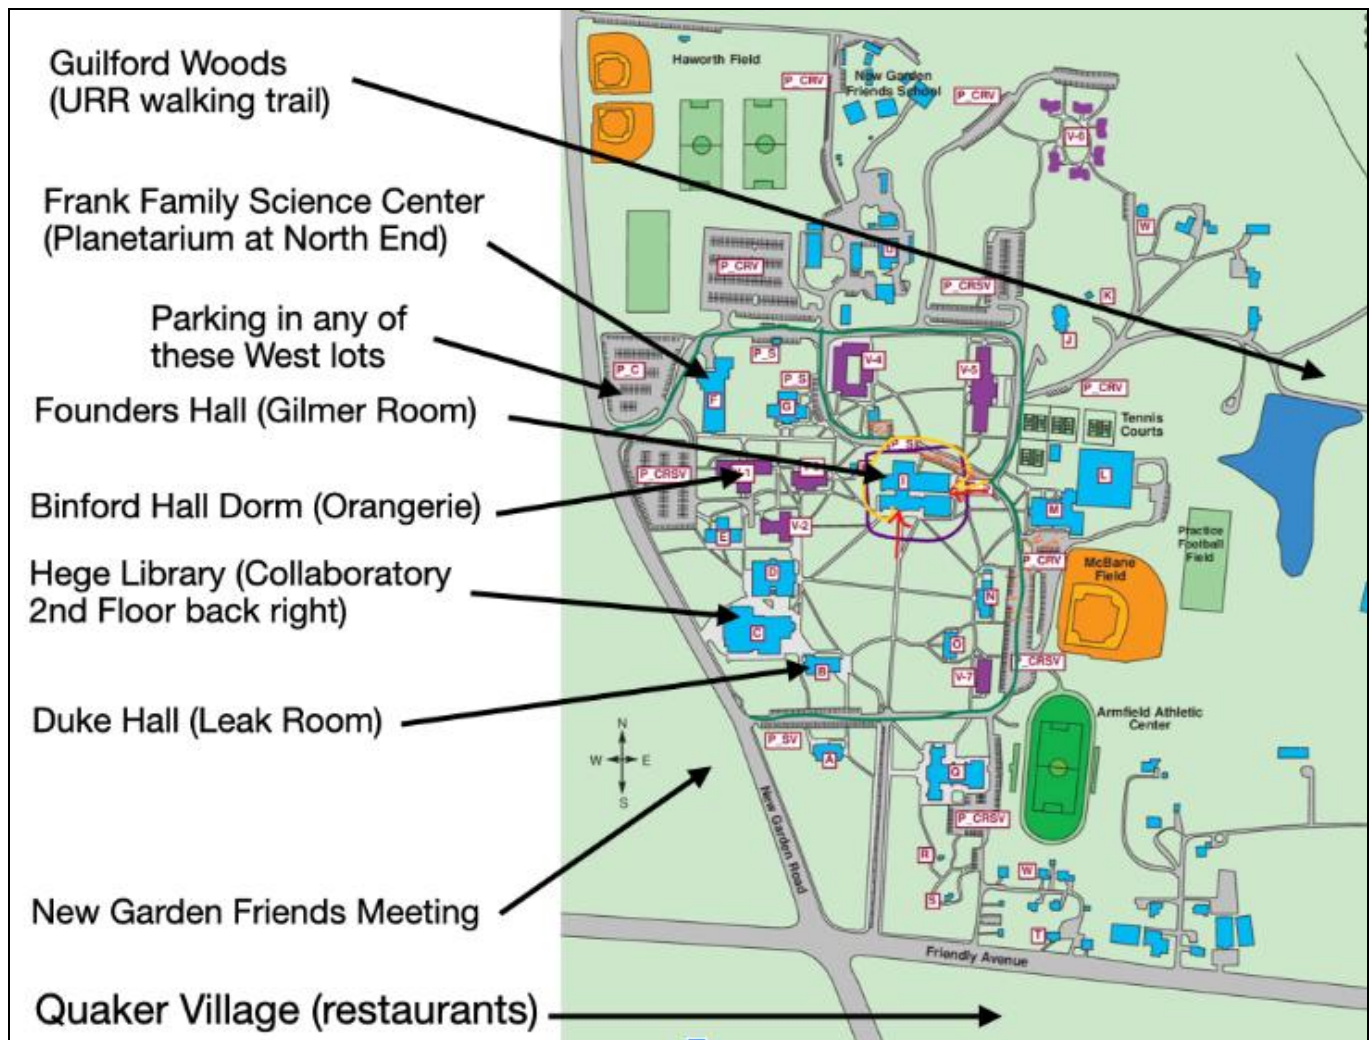 Guilford Woods
(URR walking trail)
Frank Family Science Center
(Planetarium at North End)
Parking in any of
these West lots
Founders Hall (Gilmer Room)
Binford Hall Dorm (Orangerie)
Hege Library (Collaboratory
2nd Floor back right)
Duke Hall (Leak Room)
New Garden Friends Meeting
Quaker Village (restaurants)
Haworth Field
P_CRV
New Garden
Friends School
P_CRV
V-6
W
P_CRV
P_CRSV
K
J
P_S
P_C
V-4
V-5
P_S
F
G
P_CRV
Tennis
Courts
P_CRSV
I
L
M
V-2
E
Practice
Football
Field
P_CRV
McBane
Field
D
N
C
O
B
P_CRSV
V-7
Armfield Athletic
Center
N
W
E
S
P_SV
A
Q
New Garden Road
P_CRSV
R
W
S
T
Friendly Avenue